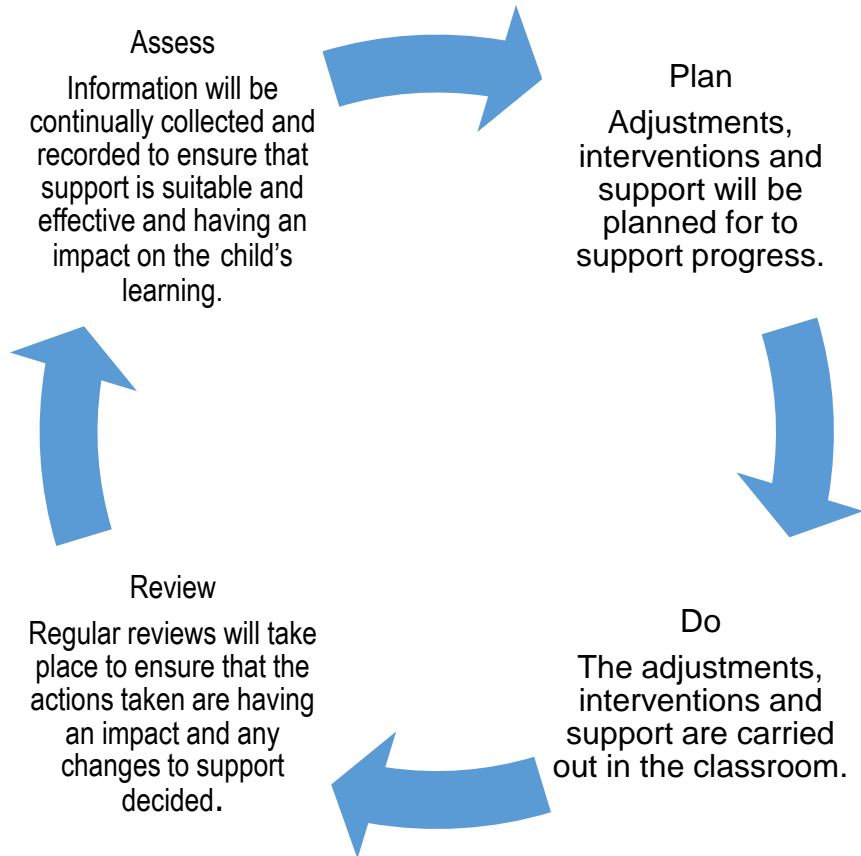 Assess
Information will be
continually collected and
recorded to ensure that
support is suitable and
effective and having an
impact on the child's
learning.
Plan
Adjustments,
interventions and
support will be
planned for to
support progress.
Do
The adjustments,
interventions and
support are carried
out in the classroom.
Review
Regular reviews will take
place to ensure that the
actions taken are having
an impact and any
changes to support
decided.